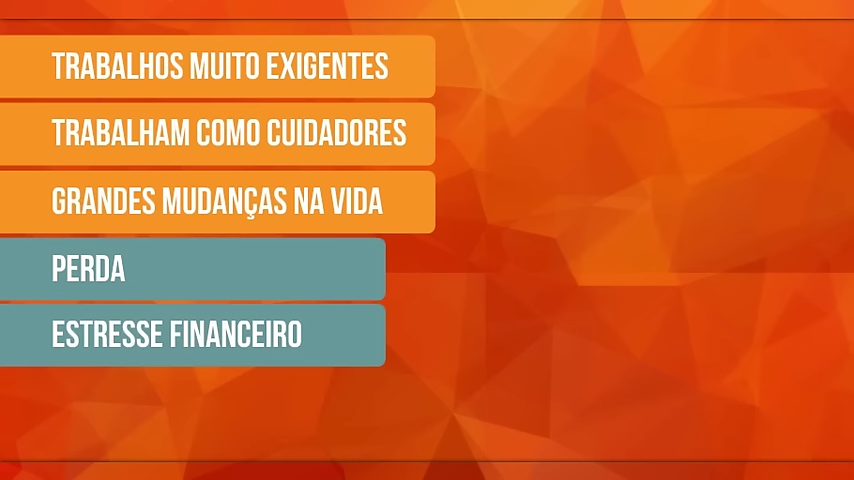 TRABALHOS MUITO EXIGENTES
TRABALHAM COMO CUIDADORES
GRANDES MUDANÇAS NA VIDA
PERDA
ESTRESSE FINANCEIRO